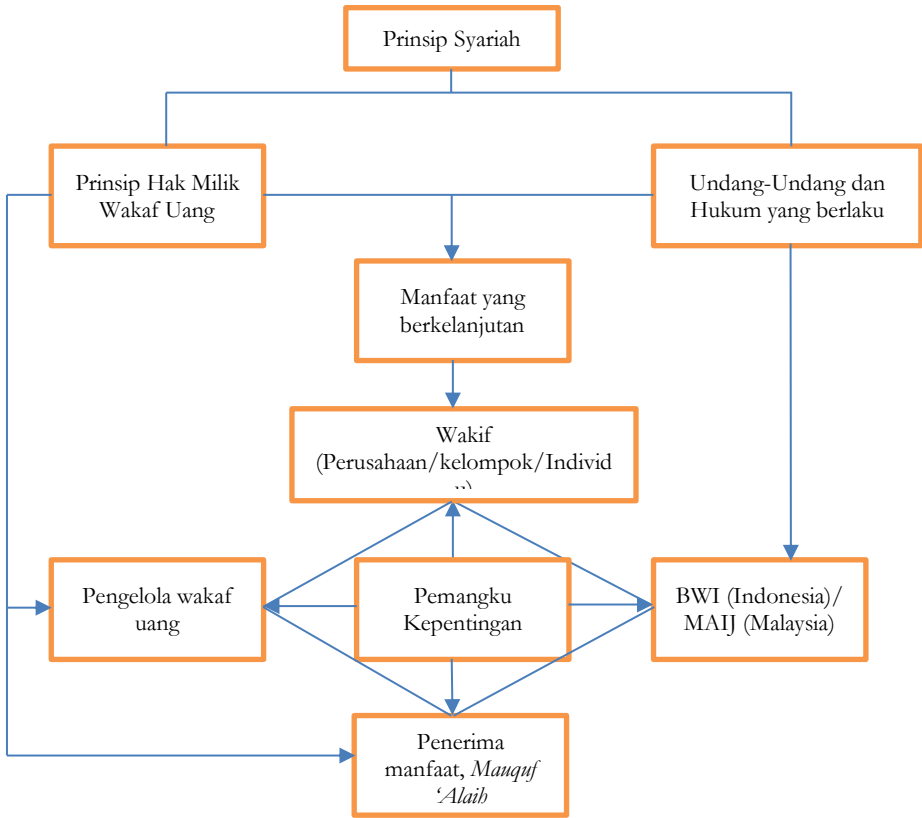 Prinsip Syariah
Prinsip Hak Milik
Wakaf Uang
Undang-Undang dan
Hukum yang berlaku
Manfaat yang
berkelanjutan
Wakif
(Perusahaan/kelompok/Individ
u)
Pengelola wakaf
uang
Pemangku
Kepentingan
BWI (Indonesia)/
MAIJ (Malaysia)
Penerima
manfaat, Mauquf
‘Alaih